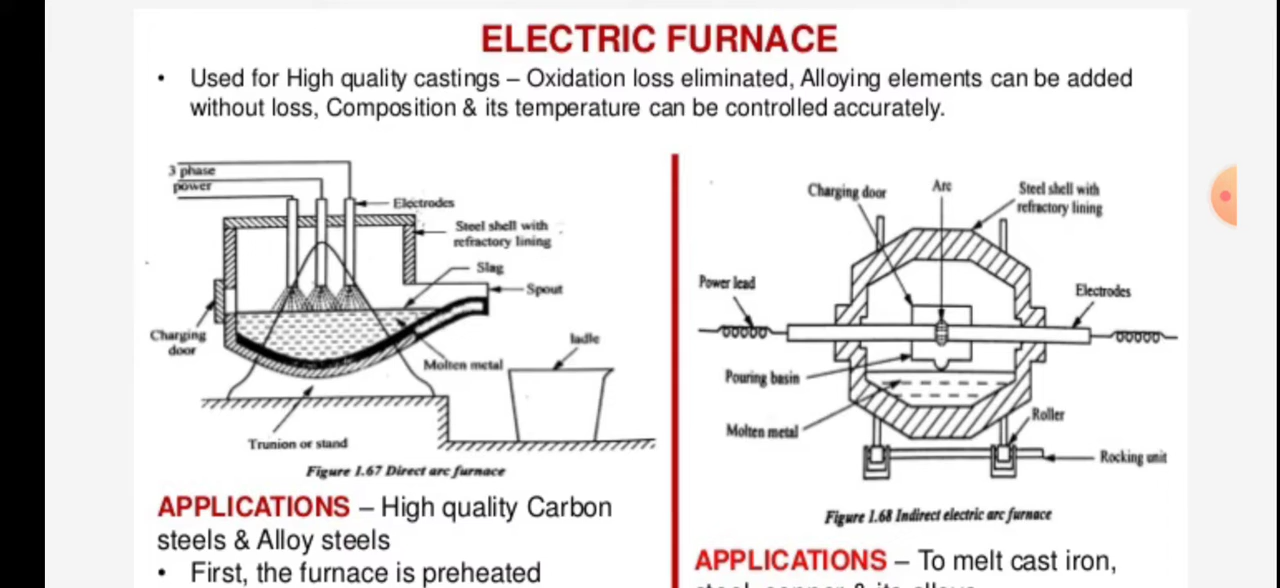 ELECTRIC FURNACE
• Used for High quality castings – Oxidation loss eliminated, Alloying elements can be added
without loss, Composition & its temperature can be controlled accurately.
3 phase
power
Electrodes
Steel shell with
refractory lining
Slag
Spout
Charging
door
ladle
Molten metal
Trunion or stand
Figure 1.67 Direct arc furnace
APPLICATIONS – High quality Carbon
steels & Alloy steels
• First, the furnace is preheated
Charging door
Arc
Steel shell with
refractory lining
Power lead
Electrodes
Pouring basin
Molten metal
Roller
Rocking unit
Figure 1.68 Indirect electric arc furnace
APPLICATIONS – To melt cast iron,
steel, copper & its alloys